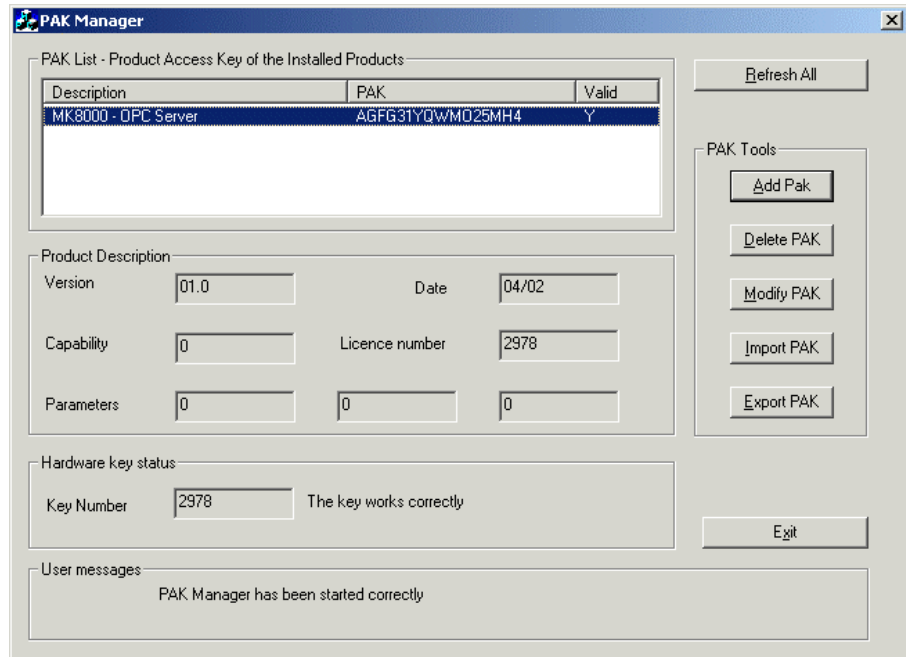 PAK Manager
PAK List - Product Access Key of the Installed Products
Refresh All
Description PAK Valid
MK8000 - OPC Server AGFG31YQWMO25MH4 Y
PAK Tools
Add Pak
Delete PAK
Modify PAK
Import PAK
Export PAK
Product Description
Version 01.0 Date 04/02
Capability 0 Licence number 2978
Parameters 0 0 0
Hardware key status
Key Number 2978 The key works correctly
Exit
User messages
PAK Manager has been started correctly